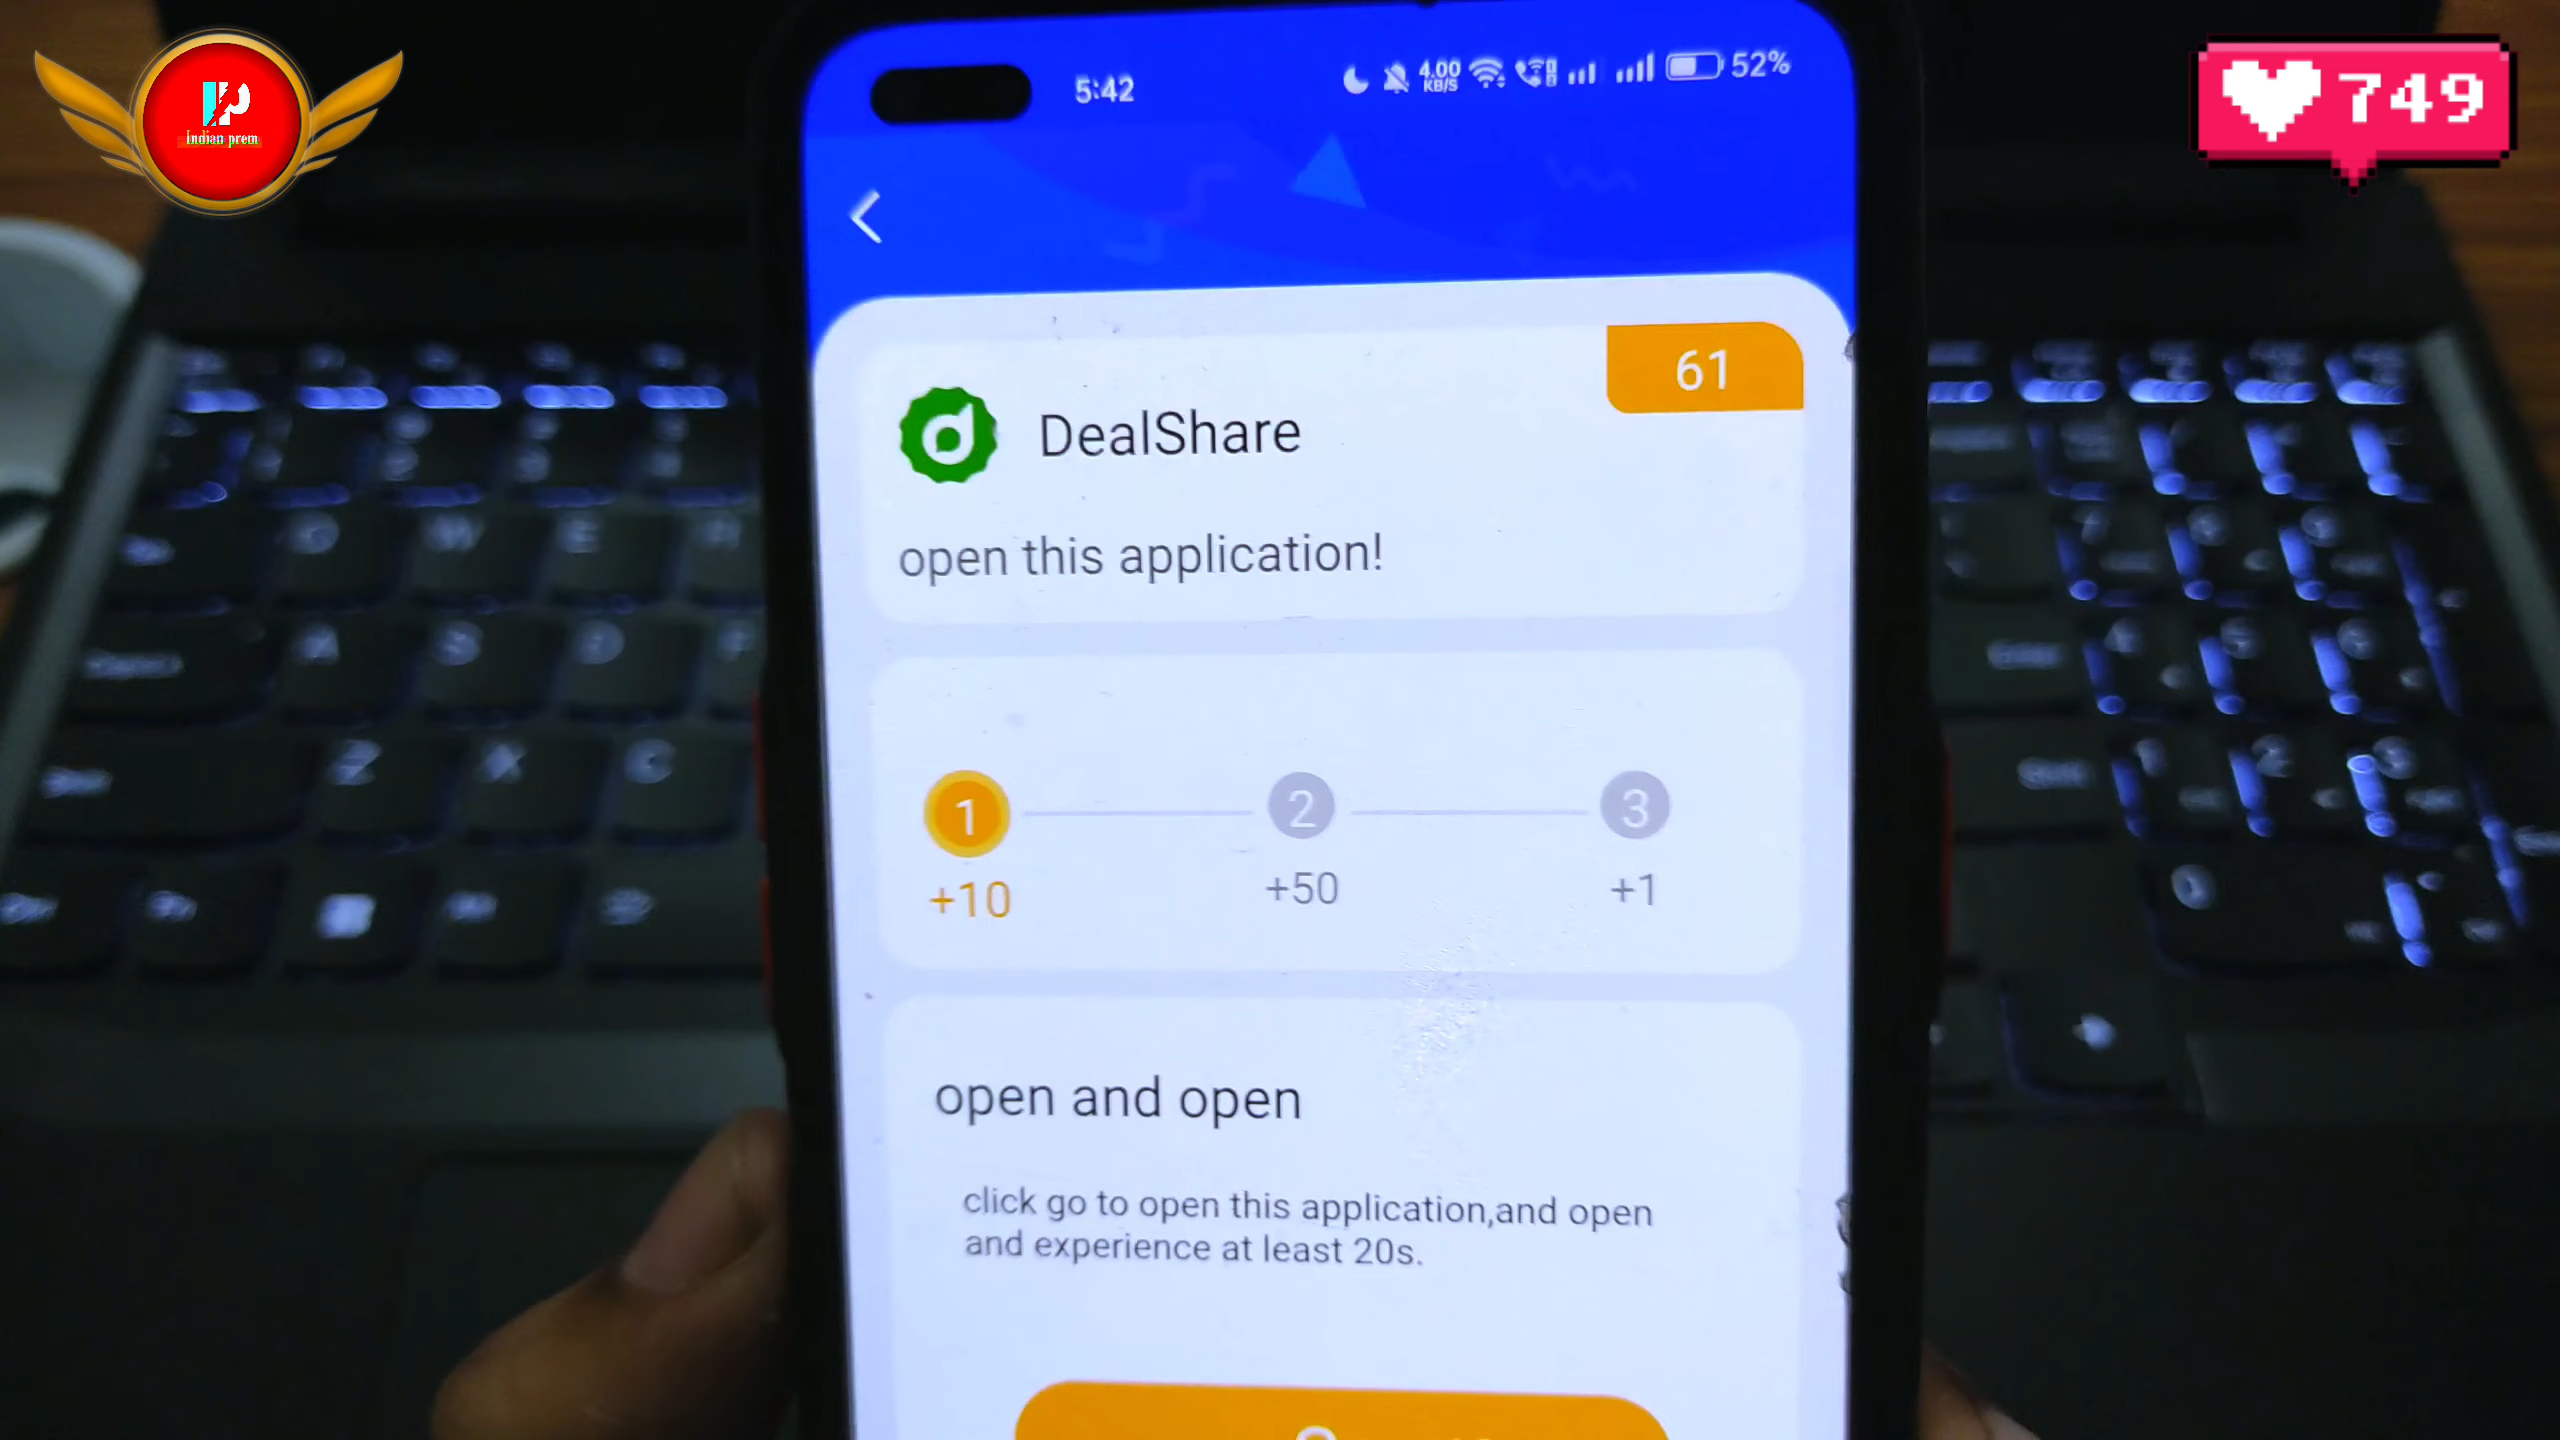 Indian prem
749
5:42
4.00
KB/S
52%
61
DealShare
open this application!
1
2
3
+10
+50
+1
open and open
click go to open this application,and open
and experience at least 20s.